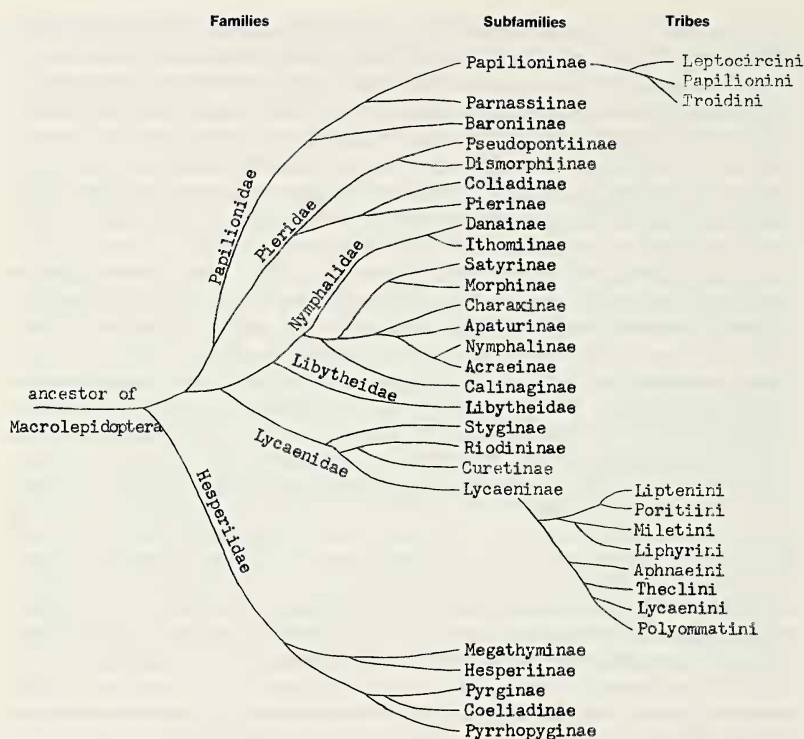 Families Subfamilies Tribes
Papilioninae
Leptocircini
Papilionini
Troidini
Parnassiinae
Baroniinae
Pseudopontiinae
Dismorphiinae
Coliadinae
Pierinae
Danainae
Ithomiinae
Satyrinae
Morphinae
Charaxinae
Apaturinae
Nymphalinae
Acraeinae
Calinaginae
Libytheidae
Styginae
Riodininae
Curetinae
Lycaeninae
Papilionidae
Pieridae
Nymphalidae
Libytheidae
Lycaenidae
Hesperiidae
ancestor of
Macrolepidoptera
Liptenini
Poritiini
Miletini
Liphyrini
Aphnaeini
Theclini
Lycaenini
Polyommatini
Megathyminae
Hesperiinae
Pyrginae
Coeliadinae
Pyrrhopyginae